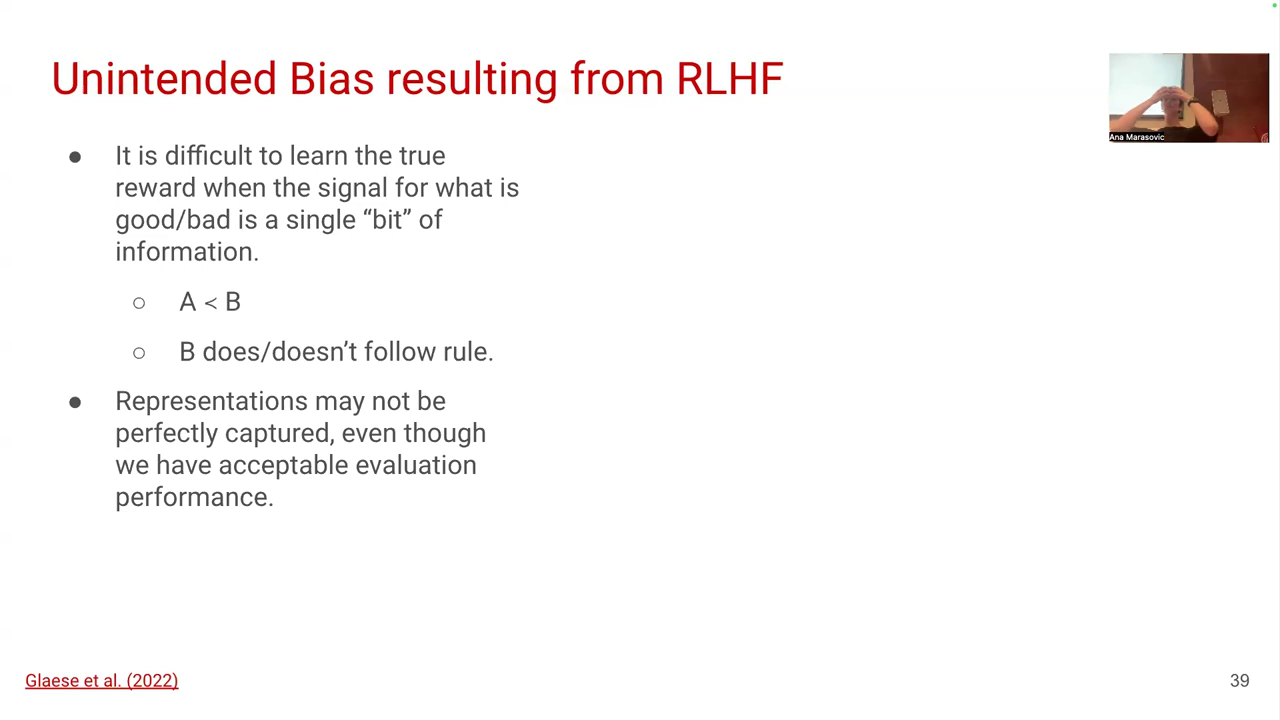 Unintended Bias resulting from RLHF
Ana Marasovic
● It is difficult to learn the true
reward when the signal for what is
good/bad is a single “bit” of
information.
○ A < B
○ B does/doesn’t follow rule.
● Representations may not be
perfectly captured, even though
we have acceptable evaluation
performance.
Glaese et al. (2022)
39